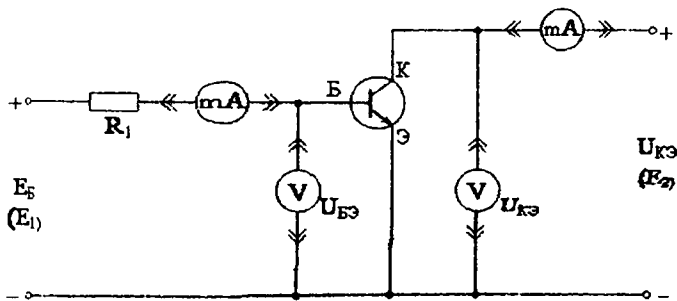 mA
+
К
Б
+
mA
R₁
Э
U_КЭ
(E₂)
E_Б
(E₁)
V
U_БЭ
V
U_КЭ
−
−